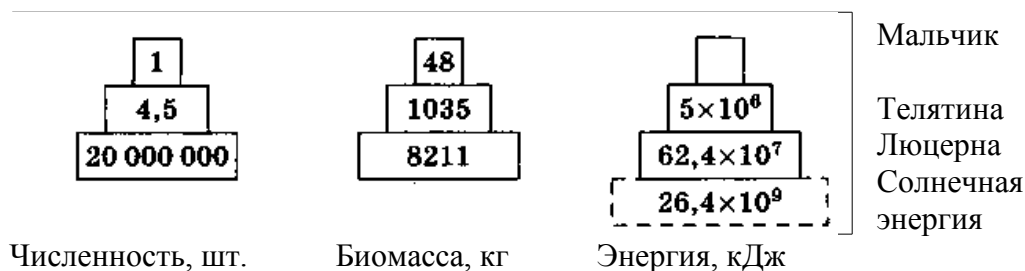 1
4,5
20 000 000
Численность, шт.
48
1035
8211
Биомасса, кг
5×10⁶
62,4×10⁷
26,4×10⁹
Энергия, кДж
Мальчик
Телятина
Люцерна
Солнечная
энергия